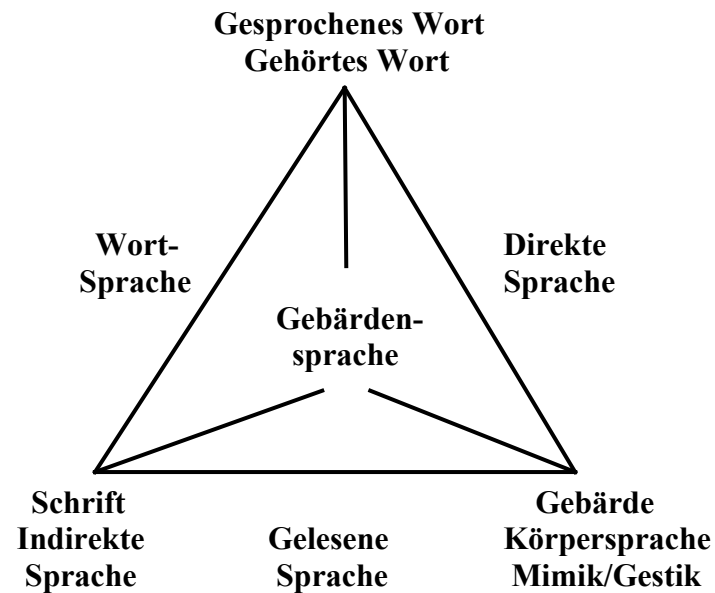 Gesprochenes Wort
Gehörtes Wort
Wort-
Sprache
Direkte
Sprache
Gebärden-
sprache
Schrift
Indirekte
Sprache
Gelesene
Sprache
Gebärde
Körpersprache
Mimik/Gestik